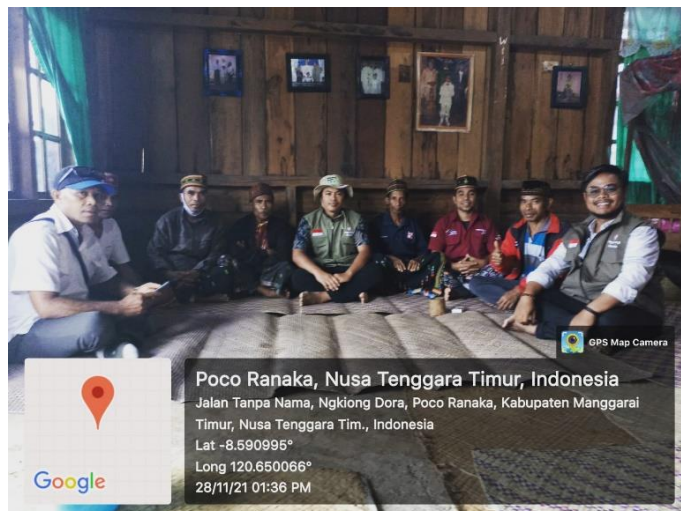 GPS Map Camera
Poco Ranaka, Nusa Tenggara Timur, Indonesia
Jalan Tanpa Nama, Ngkiong Dora, Poco Ranaka, Kabupaten Manggarai
Timur, Nusa Tenggara Tim., Indonesia
Lat -8.590995°
Long 120.650066°
28/11/21 01:36 PM
Google